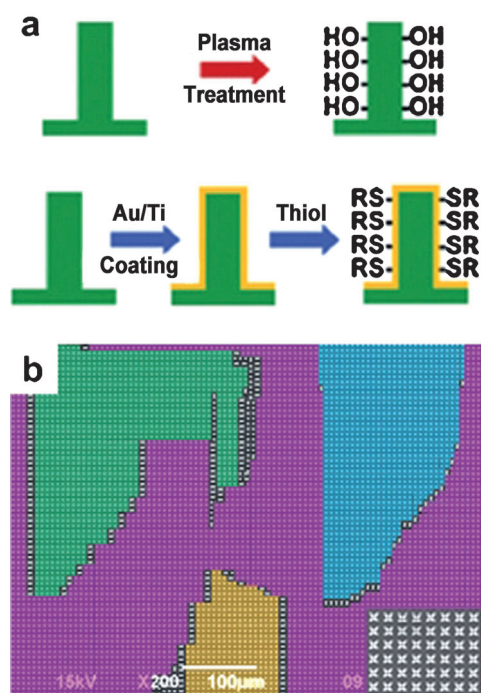 a
Plasma
Treatment
HO OH
HO OH
HO OH
HO OH
Au/Ti
Coating
Thiol
RS SR
RS SR
RS SR
RS SR
b
15kV X200 100μm 09